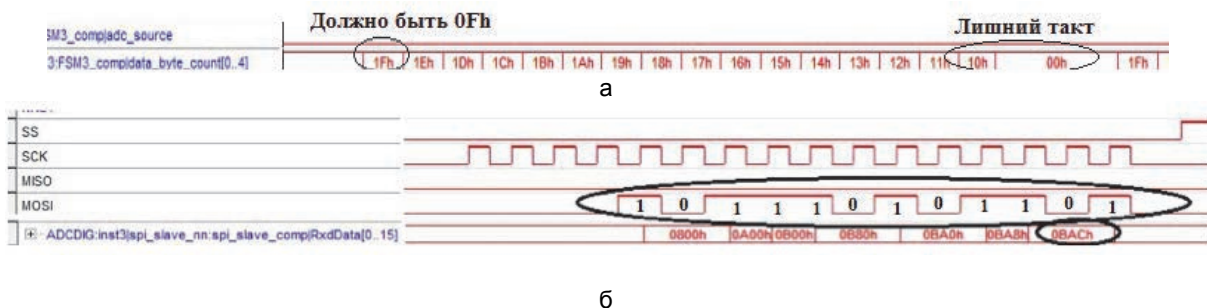 Должно быть 0Fh Лишний такт
SM3_comp|adc_source
3:FSM3_comp|data_byte_count[0..4] 1Fh 1Eh 1Dh 1Ch 1Bh 1Ah 19h 18h 17h 16h 15h 14h 13h 12h 11h 10h 00h 1Fh
а
SS
SCK
MISO
MOSI 1 0 1 1 1 0 1 0 1 1 0 1
ADCDIG:inst3|spi_slave_nn:spi_slave_comp|RxdData[0..15] 0800h 0A00h 0B00h 0B80h 0BA0h 0BA8h 0BACh
б